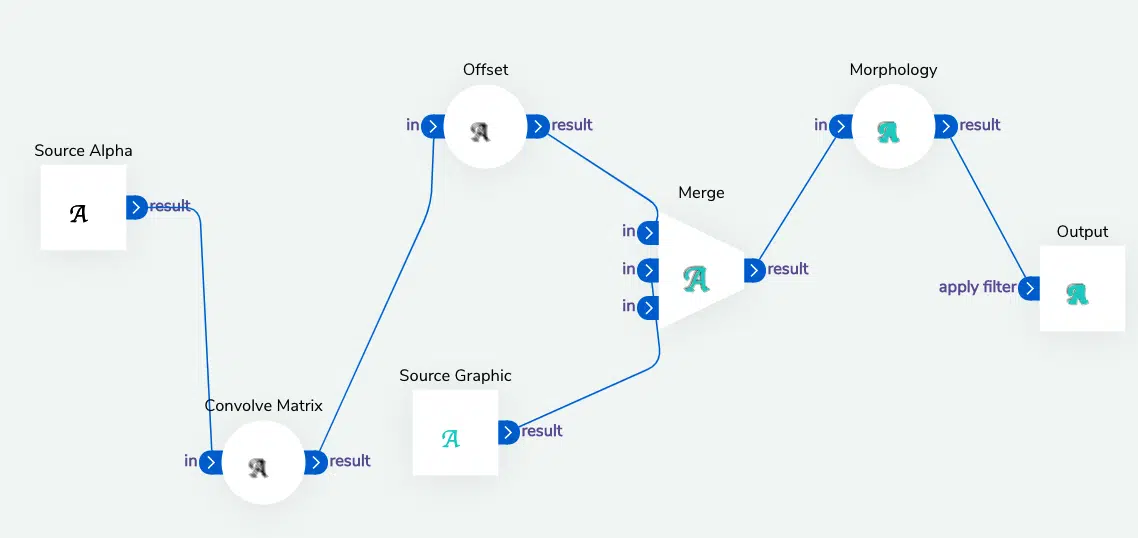 Offset
Morphology
in
result
in
result
Source Alpha
result
Merge
in
Output
in
result
apply filter
in
Source Graphic
Convolve Matrix
result
in
result
A
A
A
A
A
A
A